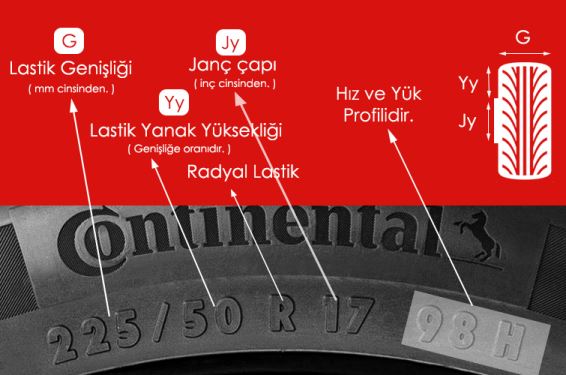 G
Lastik Genişliği
( mm cinsinden. )
Jy
Janç çapı
( inç cinsinden. )
Yy
Lastik Yanak Yüksekliği
( Genişliğe oranıdır. )
Radyal Lastik
Hız ve Yük
Profilidir.
G
Yy
Jy
Continental
225/50 R 17 98 H